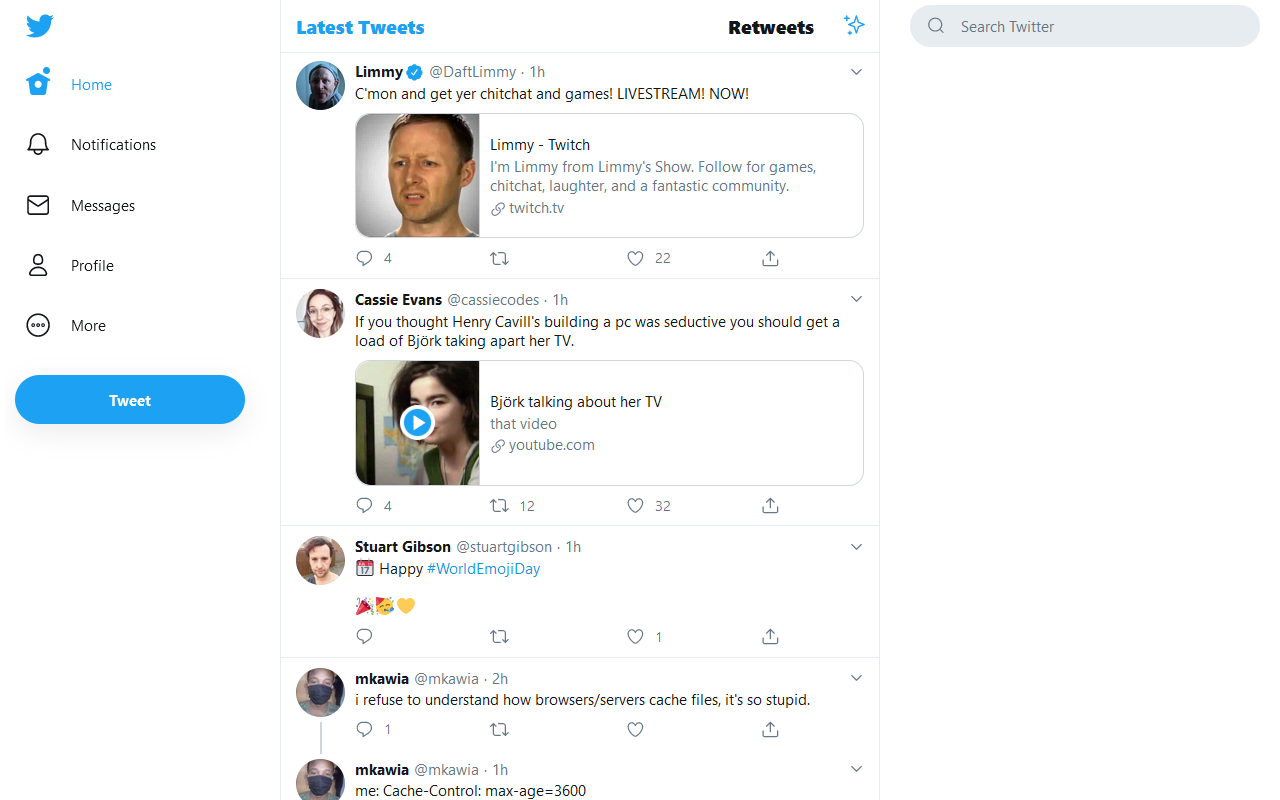 Latest Tweets
Retweets
Search Twitter
Home
Notifications
Messages
Profile
More
Tweet
Limmy @DaftLimmy · 1h
C'mon and get yer chitchat and games! LIVESTREAM! NOW!
Limmy - Twitch
I'm Limmy from Limmy's Show. Follow for games,
chitchat, laughter, and a fantastic community.
twitch.tv
4 22
Cassie Evans @cassiecodes · 1h
If you thought Henry Cavill's building a pc was seductive you should get a
load of Björk taking apart her TV.
Björk talking about her TV
that video
youtube.com
4 12 32
Stuart Gibson @stuartgibson · 1h
📅 Happy #WorldEmojiDay
🎉🥳💛
1
mkawia @mkawia · 2h
i refuse to understand how browsers/servers cache files, it's so stupid.
1
mkawia @mkawia · 1h
me: Cache-Control: max-age=3600